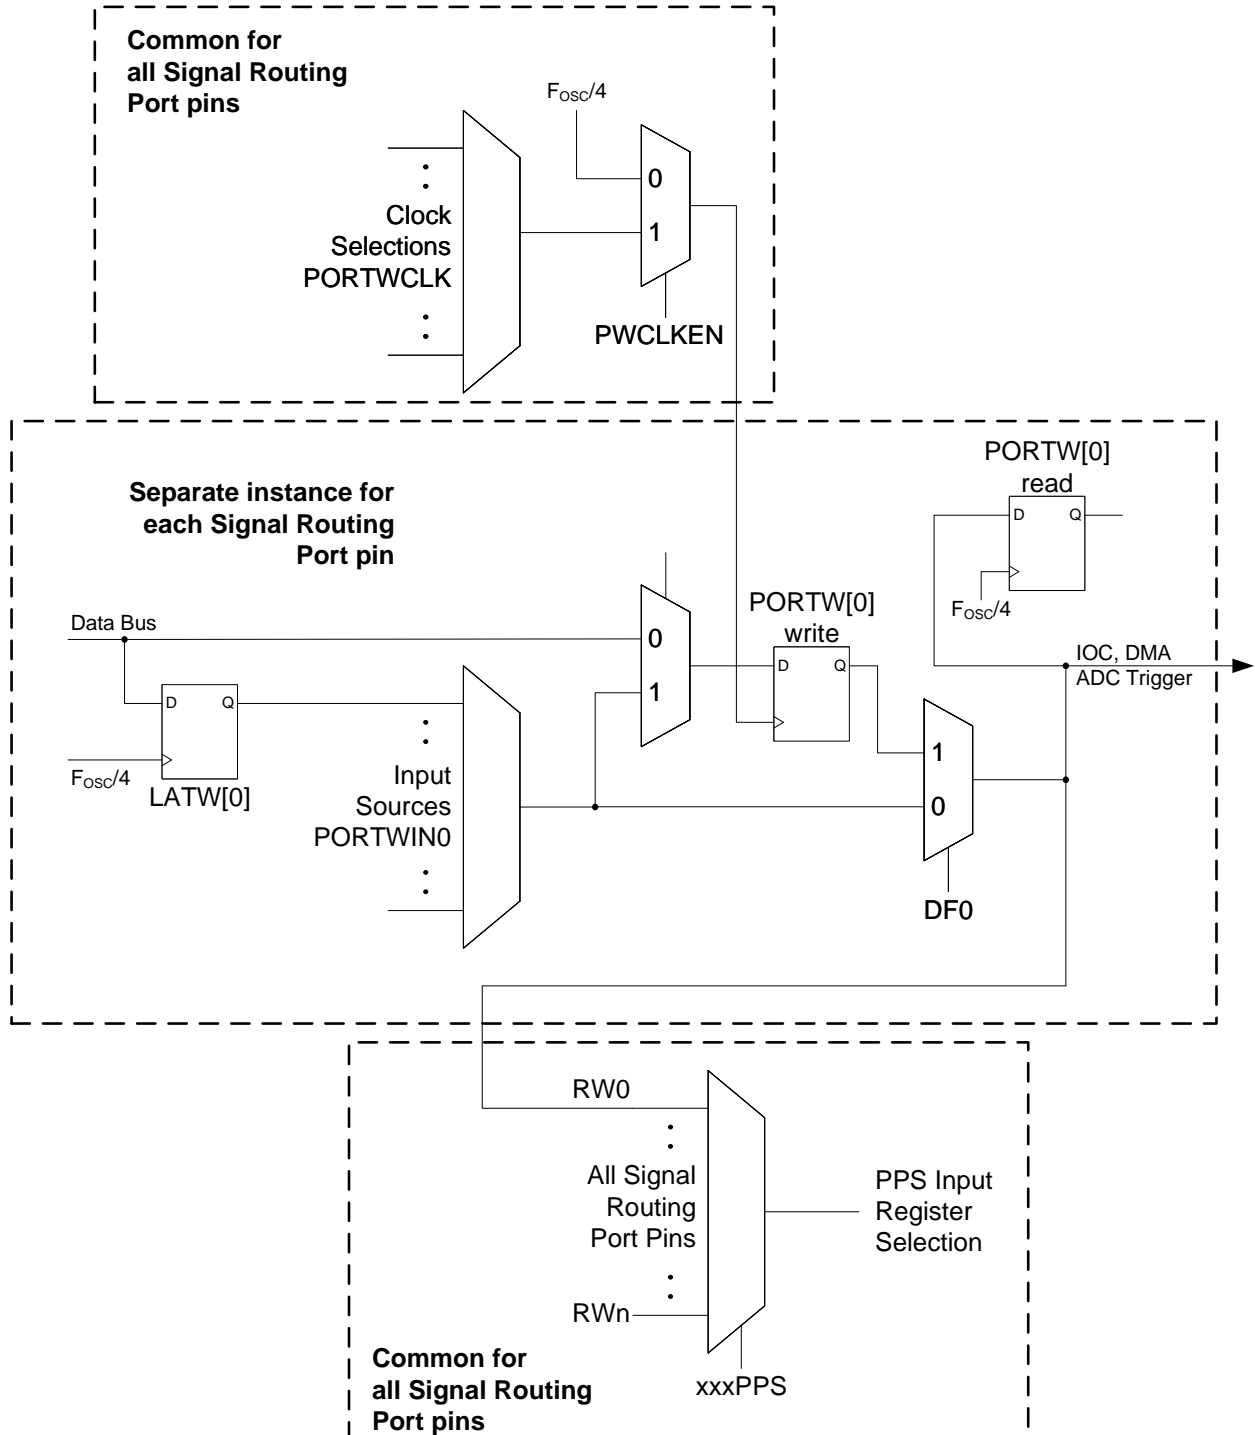 Common for
all Signal Routing
Port pins
FOSC/4
0
1
Clock
Selections
PORTWCLK
PWCLKEN
PORTW[0]
read
D
Q
FOSC/4
Separate instance for
each Signal Routing
Port pin
Data Bus
0
1
PORTW[0]
write
D
Q
IOC, DMA
ADC Trigger
D
Q
FOSC/4
LATW[0]
Input
Sources
PORTWIN0
1
0
DF0
RW0
All Signal
Routing
Port Pins
RWn
PPS Input
Register
Selection
xxxPPS
Common for
all Signal Routing
Port pins